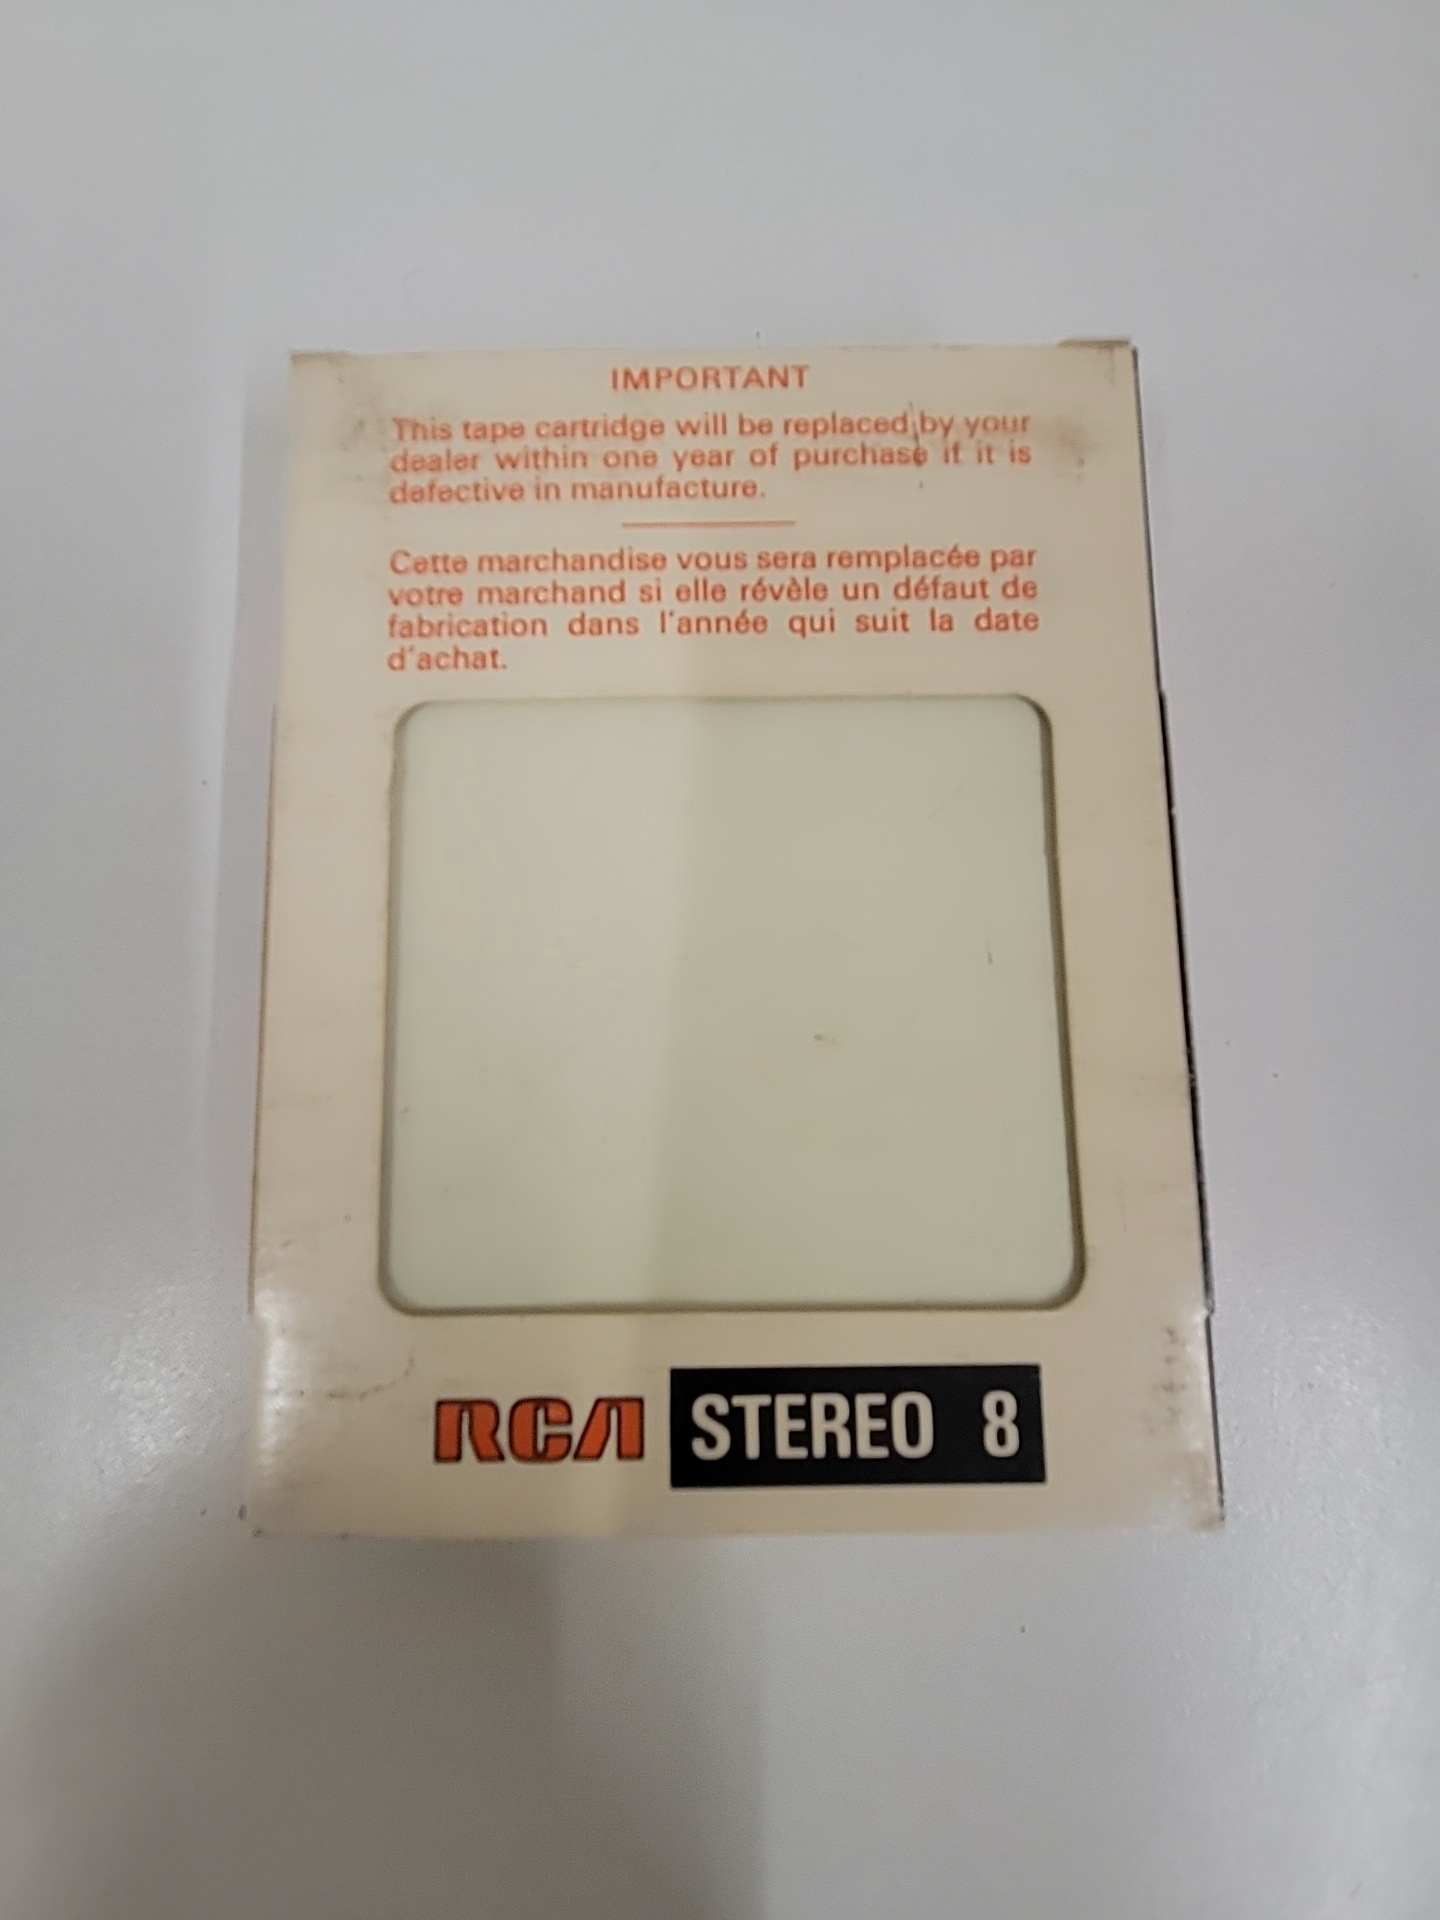 IMPORTANT
This tape cartridge will be replaced by your
dealer within one year of purchase if it is
defective in manufacture.
Cette marchandise vous sera remplacée par
votre marchand si elle révèle un défaut de
fabrication dans l'année qui suit la date
d'achat.
RCA STEREO 8